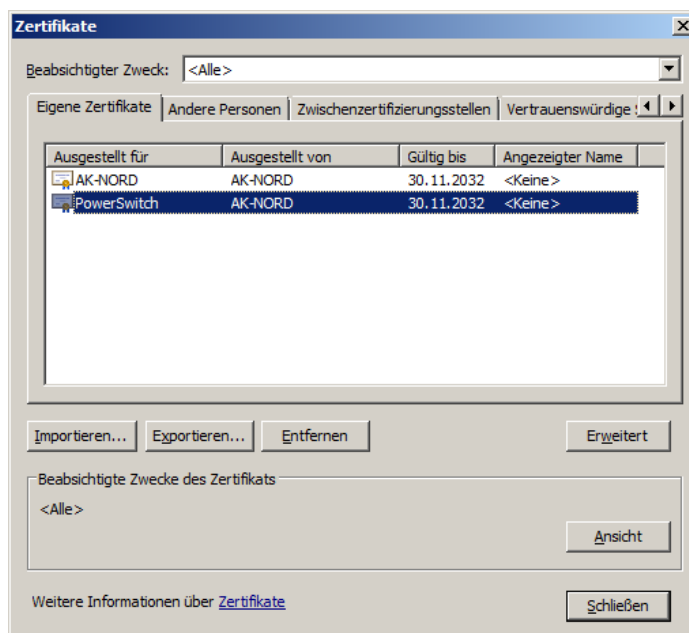 Zertifikate
Beabsichtigter Zweck: <Alle>
Eigene Zertifikate Andere Personen Zwischenzertifizierungsstellen Vertrauenswürdige
Ausgestellt für Ausgestellt von Gültig bis Angezeigter Name
AK-NORD AK-NORD 30.11.2032 <Keine>
PowerSwitch AK-NORD 30.11.2032 <Keine>
Importieren... Exportieren... Entfernen Erweitert
Beabsichtigte Zwecke des Zertifikats
<Alle>
Ansicht
Weitere Informationen über Zertifikate
Schließen